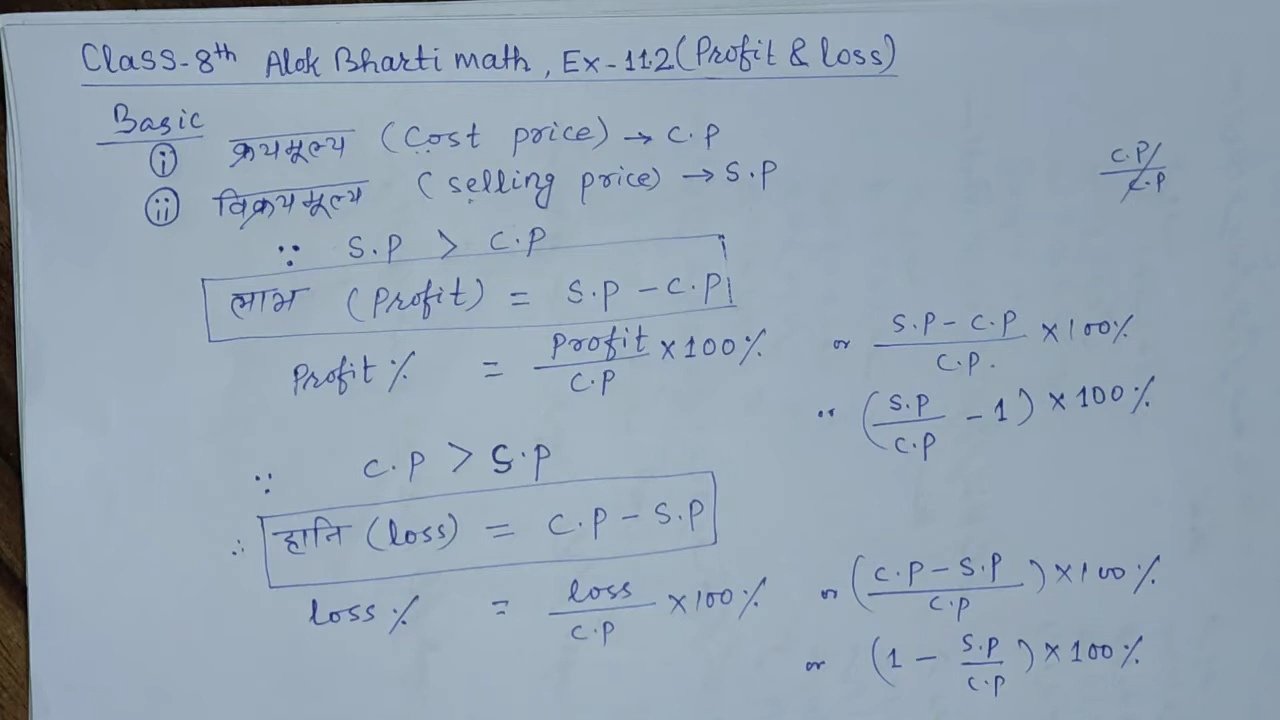 Class-8th Alok Bharti math, Ex-11.2 (Profit & loss)
Basic
(i) क्रयमूल्य (Cost price) → C.P
(ii) विक्रयमूल्य (selling price) → S.P
C.P/C.P
∵ S.P > C.P
लाभ (Profit) = S.P - C.P
Profit % = Profit/C.P × 100% or S.P - C.P/C.P. × 100%
or (S.P/C.P - 1) × 100%
∵ C.P > S.P
∴ हानि (loss) = C.P - S.P
loss % = loss/C.P × 100% or (C.P - S.P/C.P) × 100%
or (1 - S.P/C.P) × 100%